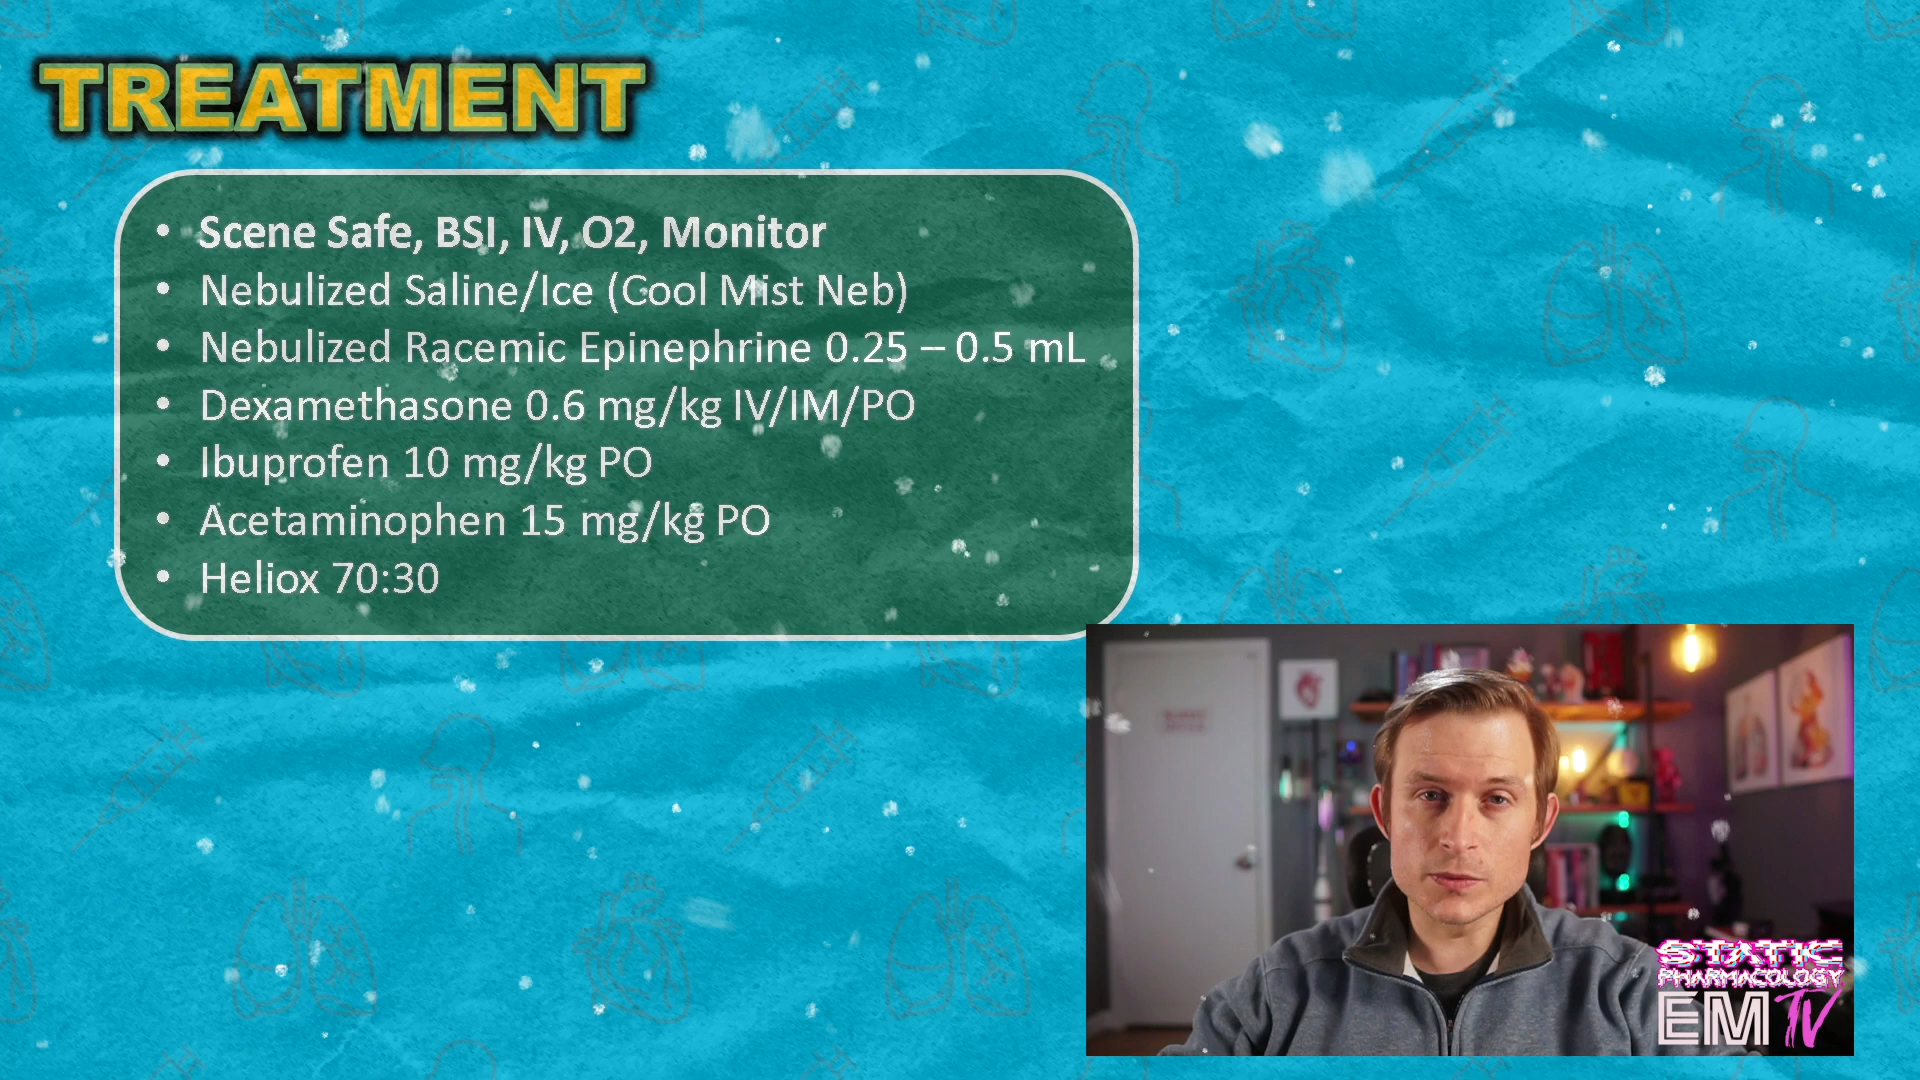 TREATMENT
• Scene Safe, BSI, IV, O2, Monitor
• Nebulized Saline/Ice (Cool Mist Neb)
• Nebulized Racemic Epinephrine 0.25 – 0.5 mL
• Dexamethasone 0.6 mg/kg IV/IM/PO
• Ibuprofen 10 mg/kg PO
• Acetaminophen 15 mg/kg PO
• Heliox 70:30
STATIC
PHARMACOLOGY
EMTV